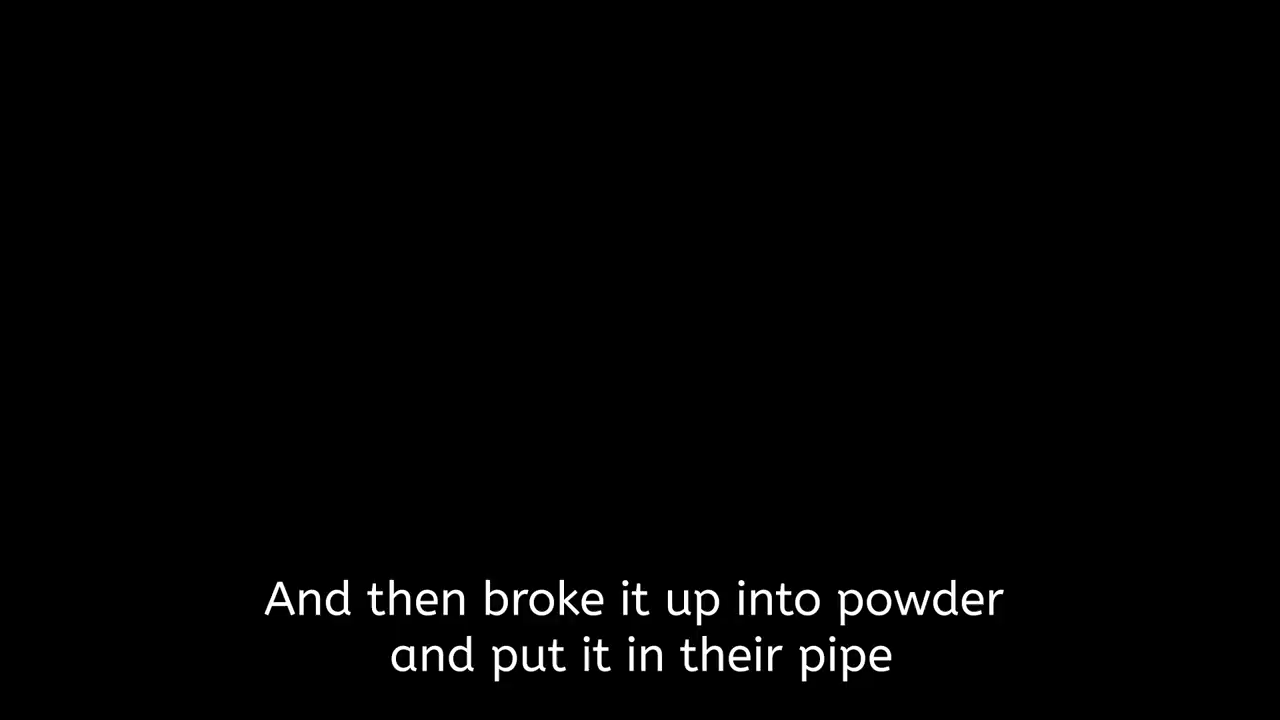 And then broke it up into powder
and put it in their pipe